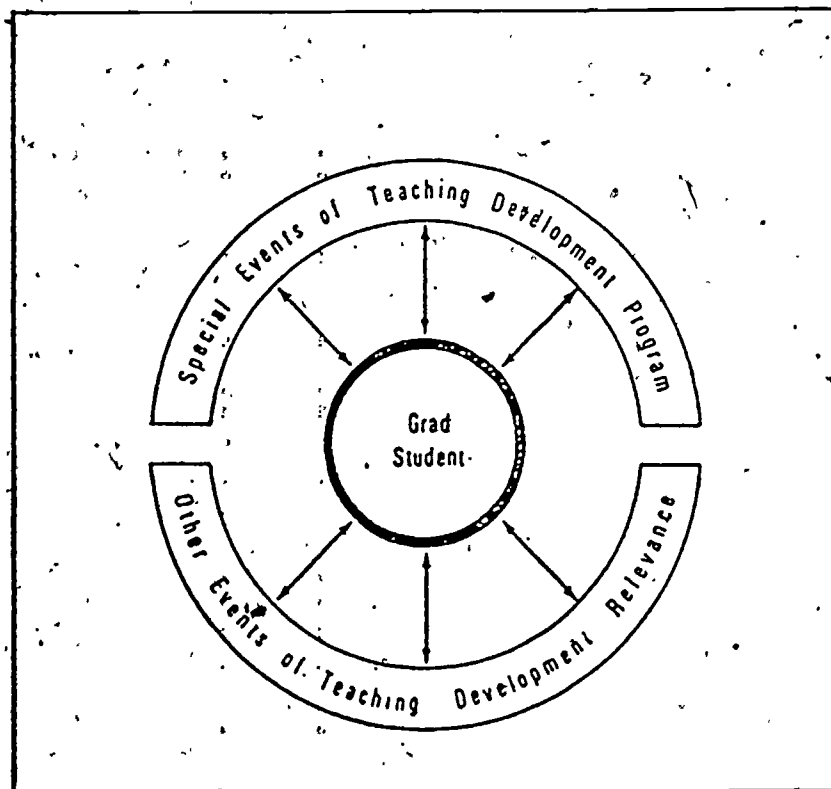 Special Events of Teaching Development Program
Grad
Student
Other Events of Teaching Development Relevance